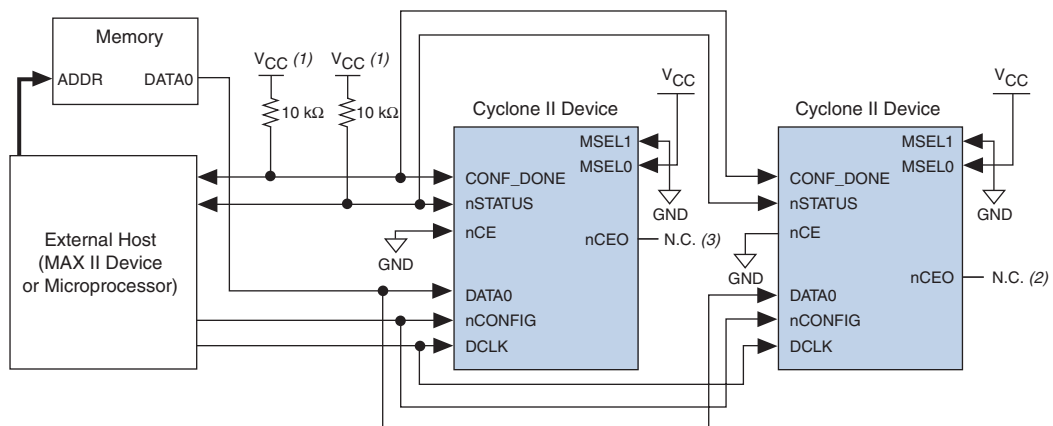 Memory
ADDR
DATA0
VCC (1)
VCC (1)
10 kΩ
10 kΩ
External Host
(MAX II Device
or Microprocessor)
Cyclone II Device
VCC
MSEL1
MSEL0
CONF_DONE
nSTATUS
nCE
GND
GND
nCEO
N.C. (3)
DATA0
nCONFIG
DCLK
Cyclone II Device
VCC
MSEL1
MSEL0
CONF_DONE
nSTATUS
nCE
GND
GND
nCEO
N.C. (2)
DATA0
nCONFIG
DCLK